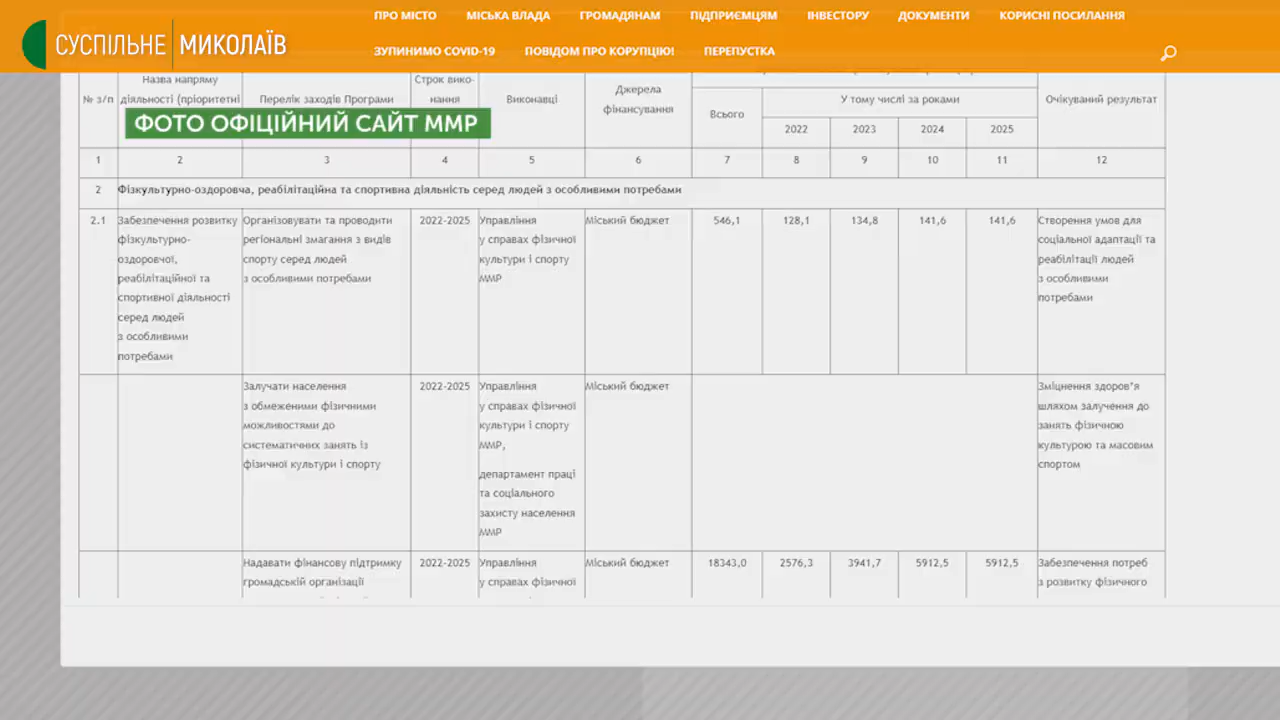 ПРО МІСТО МІСЬКА ВЛАДА ГРОМАДЯНАМ ПІДПРИЄМЦЯМ ІНВЕСТОРУ ДОКУМЕНТИ КОРИСНІ ПОСИЛАННЯ
СУСПІЛЬНЕ МИКОЛАЇВ
ЗУПИНИМО COVID-19 ПОВІДОМ ПРО КОРУПЦІЮ! ПЕРЕПУСТКА
№ з/п
Назва напряму
діяльності (пріоритетні
Перелік заходів Програми
Строк вико-
нання
Виконавці
Джерела
фінансування
Всього
У тому числі за роками
2022 2023 2024 2025
Очікуваний результат
ФОТО ОФІЦІЙНИЙ САЙТ ММР
1 2 3 4 5 6 7 8 9 10 11 12
2 Фізкультурно-оздоровча, реабілітаційна та спортивна діяльність серед людей з особливими потребами
2.1
Забезпечення розвитку
фізкультурно-
оздоровчої,
реабілітаційної та
спортивної діяльності
серед людей
з особливими
потребами
Організовувати та проводити
регіональні змагання з видів
спорту серед людей
з особливими потребами
2022-2025
Управління
у справах фізичної
культури і спорту
ММР
Міський бюджет
546,1 128,1 134,8 141,6 141,6
Створення умов для
соціальної адаптації та
реабілітації людей
з особливими
потребами
Залучати населення
з обмеженими фізичними
можливостями до
систематичних занять із
фізичної культури і спорту
2022-2025
Управління
у справах фізичної
культури і спорту
ММР,
департамент праці
та соціального
захисту населення
ММР
Міський бюджет
Зміцнення здоров’я
шляхом залучення до
занять фізичною
культурою та масовим
спортом
Надавати фінансову підтримку
громадській організації
2022-2025
Управління
у справах фізичної
Міський бюджет
18343,0 2576,3 3941,7 5912,5 5912,5
Забезпечення потреб
з розвитку фізичного